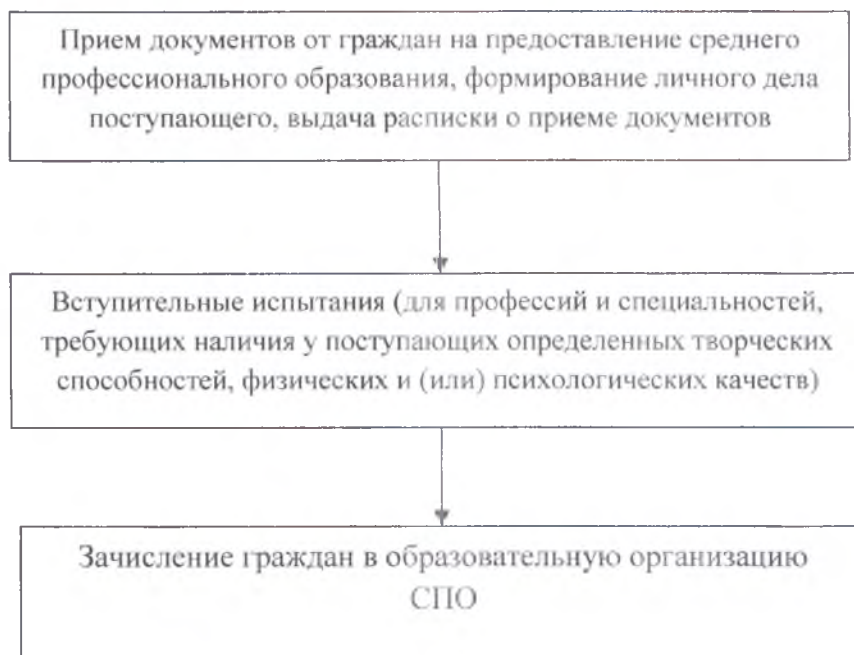 Прием документов от граждан на предоставление среднего
профессионального образования, формирование личного дела
поступающего, выдача расписки о приеме документов
Вступительные испытания (для профессий и специальностей,
требующих наличия у поступающих определенных творческих
способностей, физических и (или) психологических качеств)
Зачисление граждан в образовательную организацию
СПО